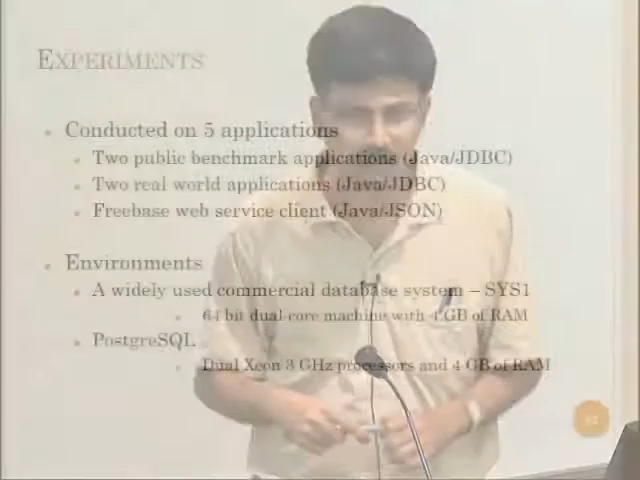 EXPERIMENTS
Conducted on 5 applications
Two public benchmark applications (Java/JDBC)
Two real world applications (Java/JDBC)
Freebase web service client (Java/JSON)
Environments
A widely used commercial database system – SYS1
64 bit dual-core machine with 4 GB of RAM
PostgreSQL
Dual Xeon 3 GHz processors and 4 GB of RAM